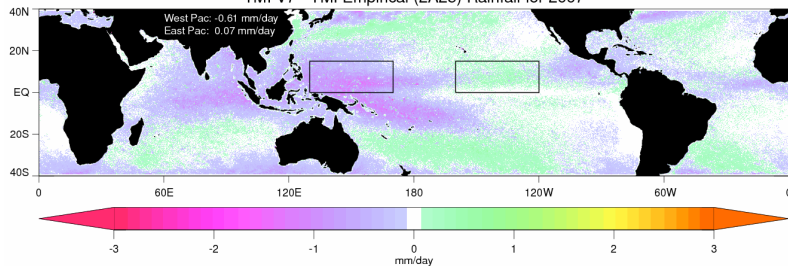 West Pac: -0.61 mm/day
East Pac: 0.07 mm/day
40N
20N
EQ
20S
40S
0 60E 120E 180 120W 60W
-3 -2 -1 0 1 2 3
mm/day